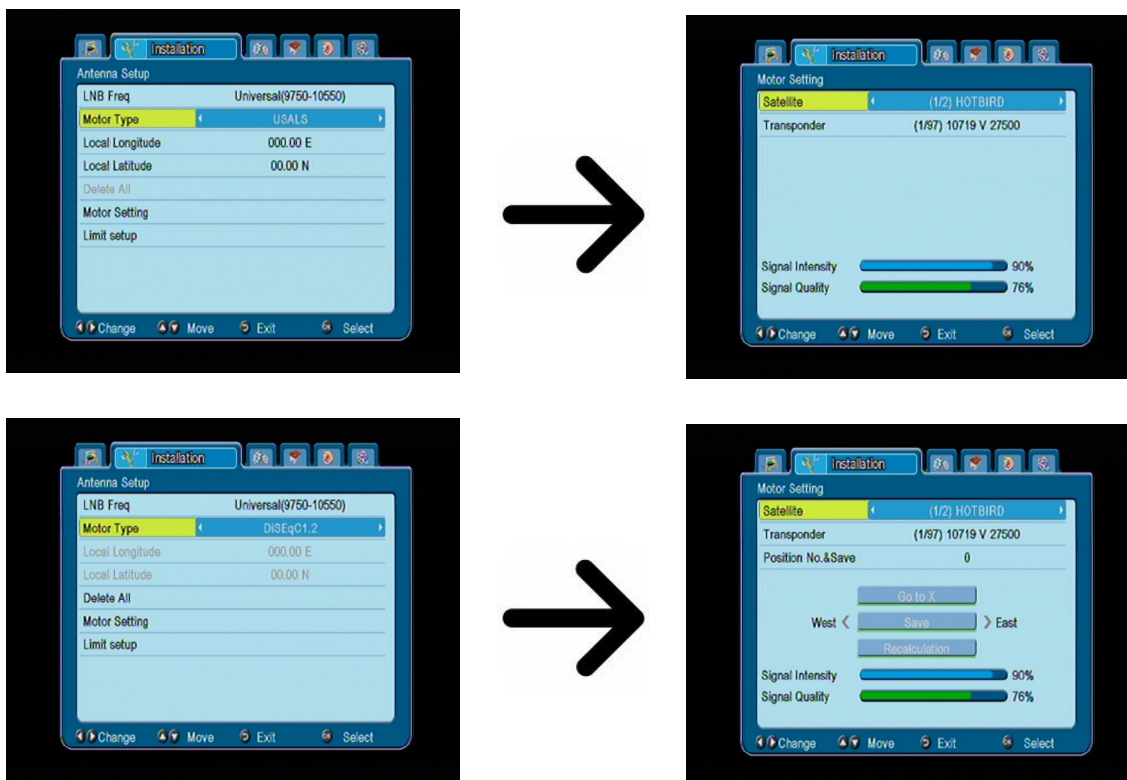 Installation
Antenna Setup
LNB Freq Universal(9750-10550)
Motor Type USALS
Local Longitude 000.00 E
Local Latitude 00.00 N
Delete All
Motor Setting
Limit setup
Change Move Exit Select
Installation
Motor Setting
Satellite (1/2) HOTBIRD
Transponder (1/97) 10719 V 27500
Signal Intensity 90%
Signal Quality 76%
Change Move Exit Select
Installation
Antenna Setup
LNB Freq Universal(9750-10550)
Motor Type DiSEqC1.2
Local Longitude 000.00 E
Local Latitude 00.00 N
Delete All
Motor Setting
Limit setup
Change Move Exit Select
Installation
Motor Setting
Satellite (1/2) HOTBIRD
Transponder (1/97) 10719 V 27500
Position No.&Save 0
Go to X
West Save East
Recalculation
Signal Intensity 90%
Signal Quality 76%
Change Move Exit Select